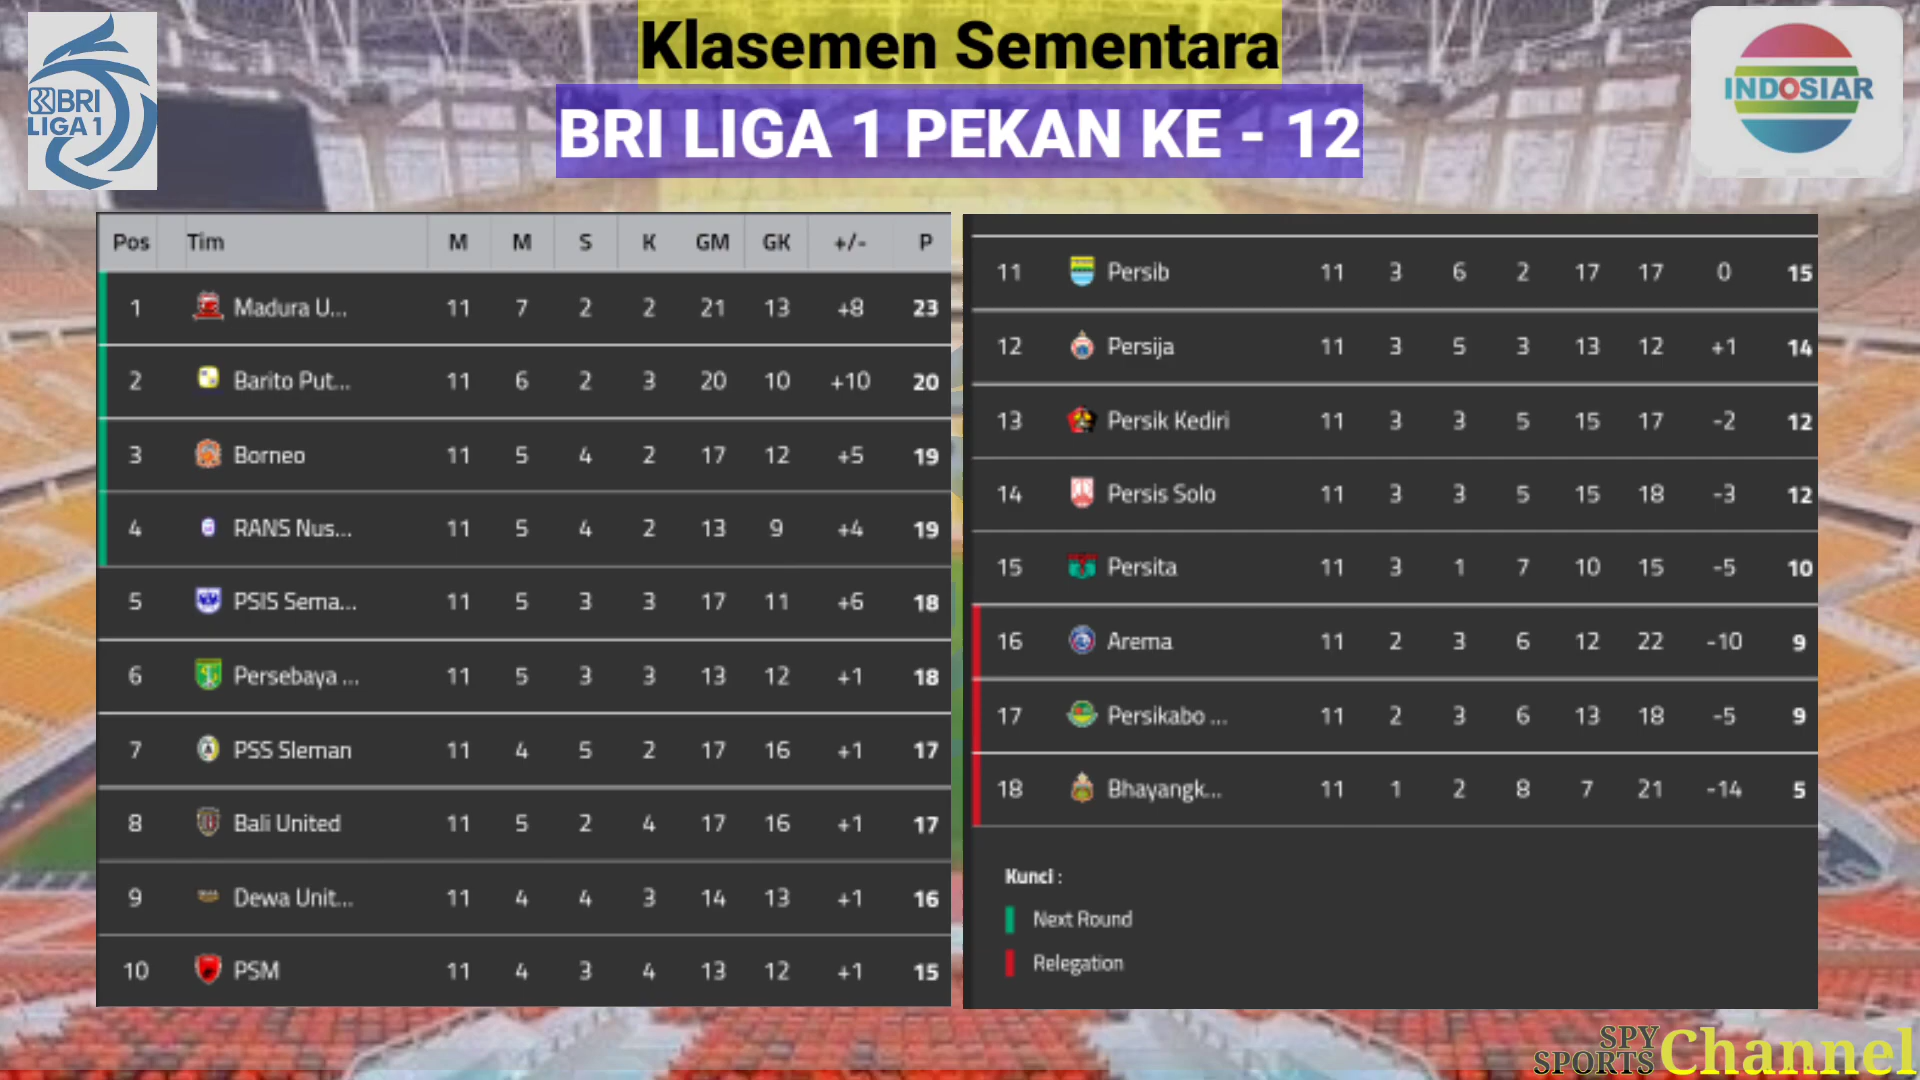 Klasemen Sementara
BRI LIGA 1 PEKAN KE - 12
BRI
LIGA 1
INDOSIAR
Pos Tim M M S K GM GK +/- P
1 Madura U... 11 7 2 2 21 13 +8 23
2 Barito Put... 11 6 2 3 20 10 +10 20
3 Borneo 11 5 4 2 17 12 +5 19
4 RANS Nus... 11 5 4 2 13 9 +4 19
5 PSIS Sema... 11 5 3 3 17 11 +6 18
6 Persebaya ... 11 5 3 3 13 12 +1 18
7 PSS Sleman 11 4 5 2 17 16 +1 17
8 Bali United 11 5 2 4 17 16 +1 17
9 Dewa Unit... 11 4 4 3 14 13 +1 16
10 PSM 11 4 3 4 13 12 +1 15
11 Persib 11 3 6 2 17 17 0 15
12 Persija 11 3 5 3 13 12 +1 14
13 Persik Kediri 11 3 3 5 15 17 -2 12
14 Persis Solo 11 3 3 5 15 18 -3 12
15 Persita 11 3 1 7 10 15 -5 10
16 Arema 11 2 3 6 12 22 -10 9
17 Persikabo ... 11 2 3 6 13 18 -5 9
18 Bhayangk... 11 1 2 8 7 21 -14 5
Kunci :
Next Round
Relegation
SPY
SPORTS Channel